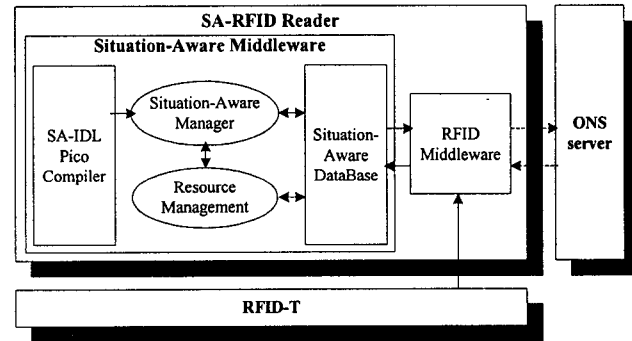 SA-RFID Reader
Situation-Aware Middleware
SA-IDL
Pico
Compiler
Situation-Aware
Manager
Resource
Management
Situation-
Aware
DataBase
RFID
Middleware
ONS
server
RFID-T